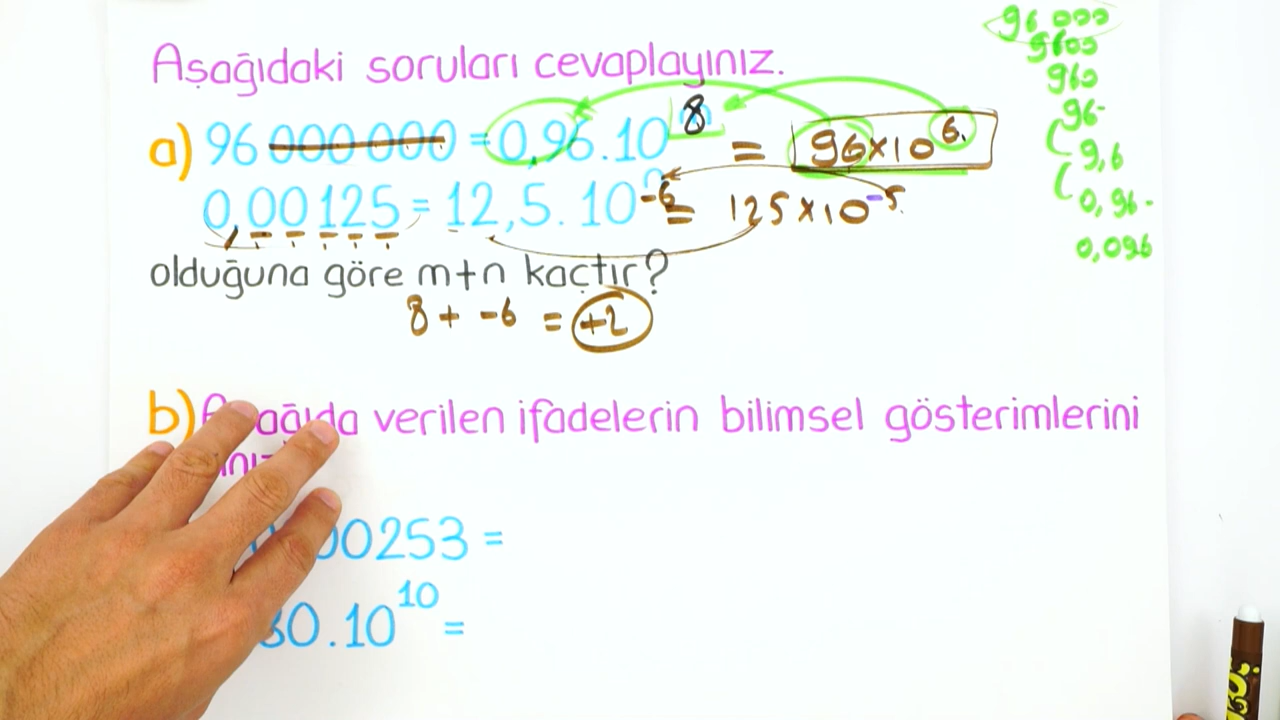 Aşağıdaki soruları cevaplayınız.
a) 96 000 000 = 0,96.10 8 = 96x10 6.
0,00125 = 12,5.10 -6 = 125x10 -5.
olduğuna göre m+n kaçtır?
8 + -6 = +2
b) verilen ifadelerin bilimsel gösterimlerini
00253 =
30.10 10 =
96 000
9600
960
96-
9,6
0,96-
0,096